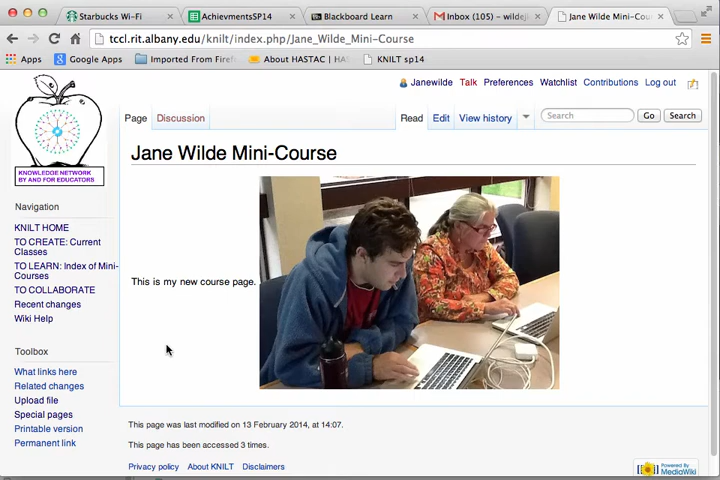 Starbucks Wi-Fi
AchievmentsSP14
Blackboard Learn
Inbox (105) – wildej
Jane Wilde Mini-Course
tccl.rit.albany.edu/knilt/index.php/Jane_Wilde_Mini-Course
Apps
Google Apps
Imported From Firef
About HASTAC | HA
KNILT sp14
Janewilde Talk Preferences Watchlist Contributions Log out
Page Discussion Read Edit View history Search Go Search
KNOWLEDGE NETWORK
BY AND FOR EDUCATORS
Jane Wilde Mini-Course
This is my new course page.
Navigation
KNILT HOME
TO CREATE: Current
Classes
TO LEARN: Index of Mini-
Courses
TO COLLABORATE
Recent changes
Wiki Help
Toolbox
What links here
Related changes
Upload file
Special pages
Printable version
Permanent link
This page was last modified on 13 February 2014, at 14:07.
This page has been accessed 3 times.
Privacy policy About KNILT Disclaimers
Powered By
MediaWiki